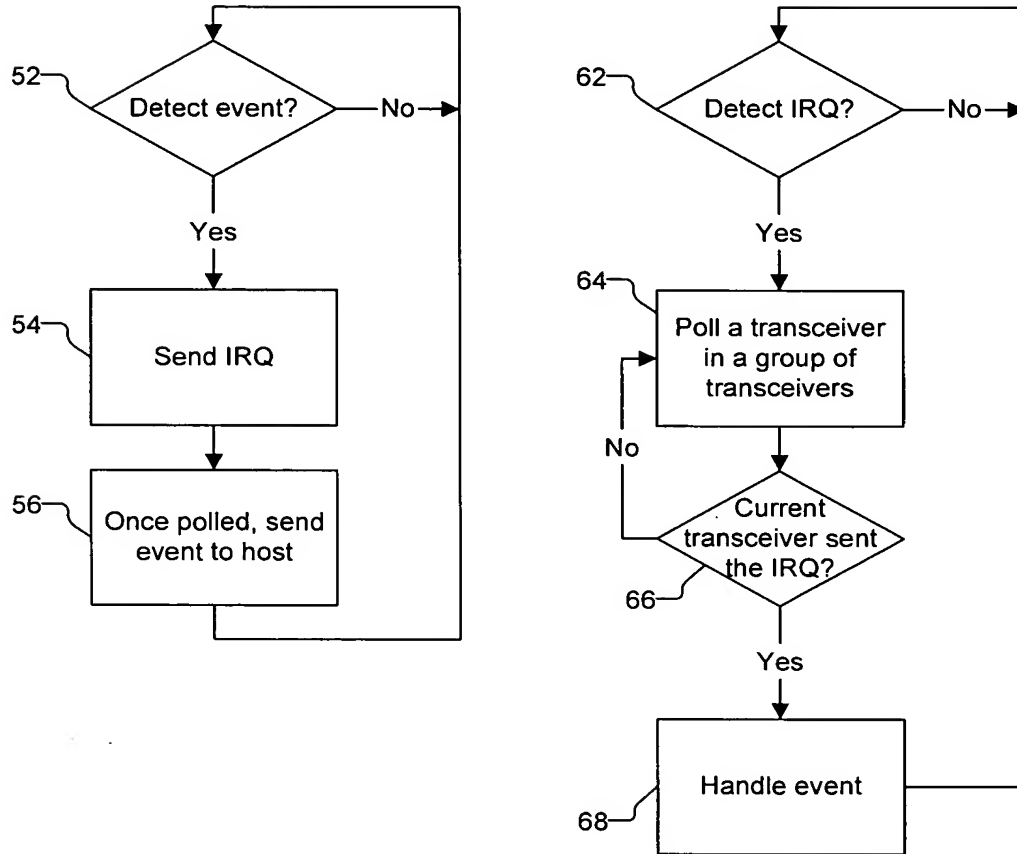 52
Detect event?
No
Yes
54
Send IRQ
56
Once polled, send
event to host
62
Detect IRQ?
No
Yes
64
Poll a transceiver
in a group of
transceivers
No
Current
transceiver sent
the IRQ?
66
Yes
Handle event
68